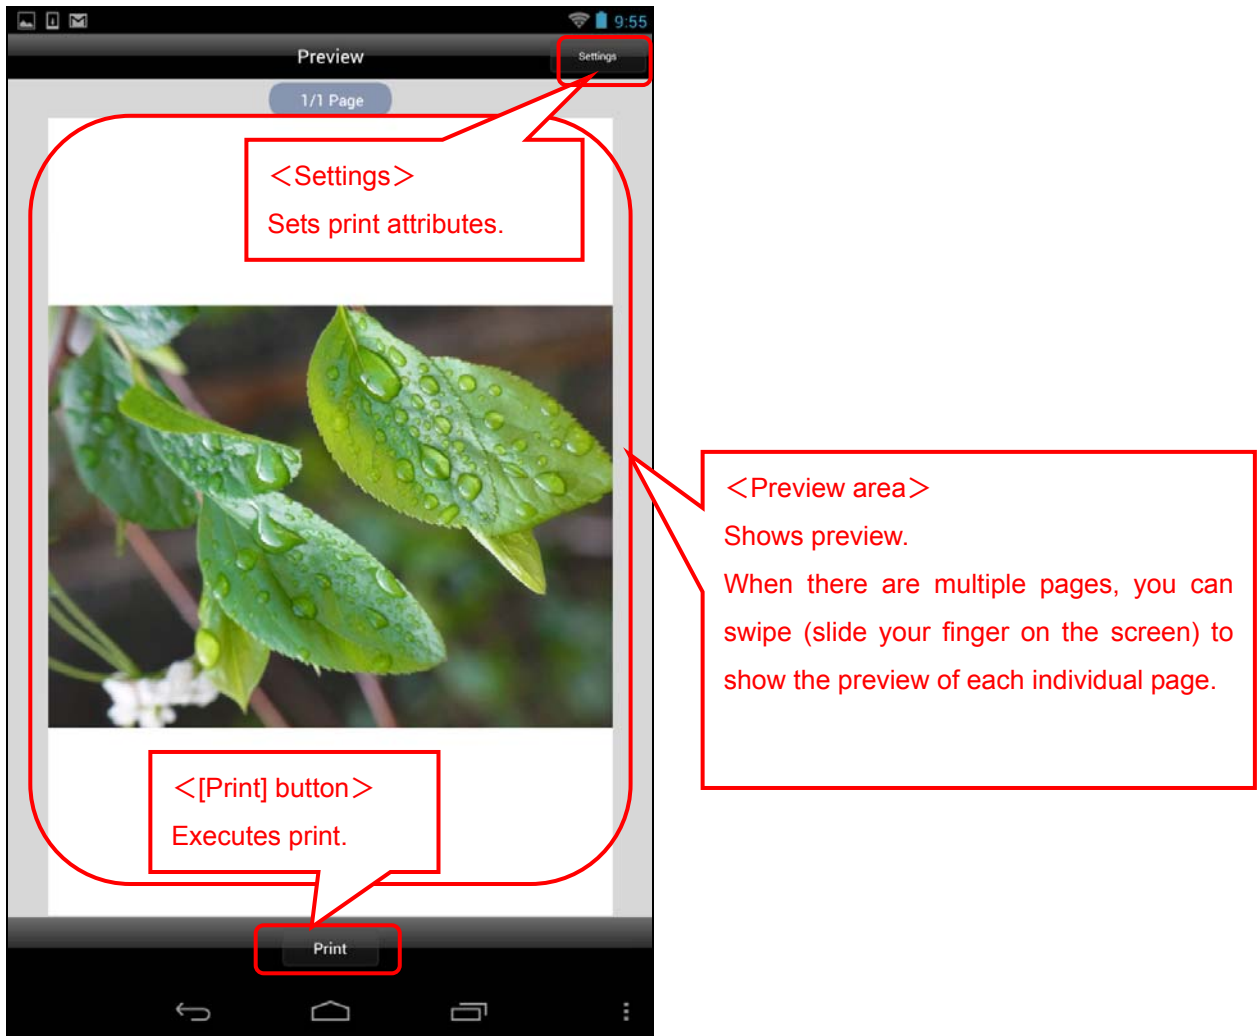 9:55
Preview
Settings
1/1 Page
＜Settings＞
Sets print attributes.
＜Preview area＞
Shows preview.
When there are multiple pages, you can
swipe (slide your finger on the screen) to
show the preview of each individual page.
＜[Print] button＞
Executes print.
Print